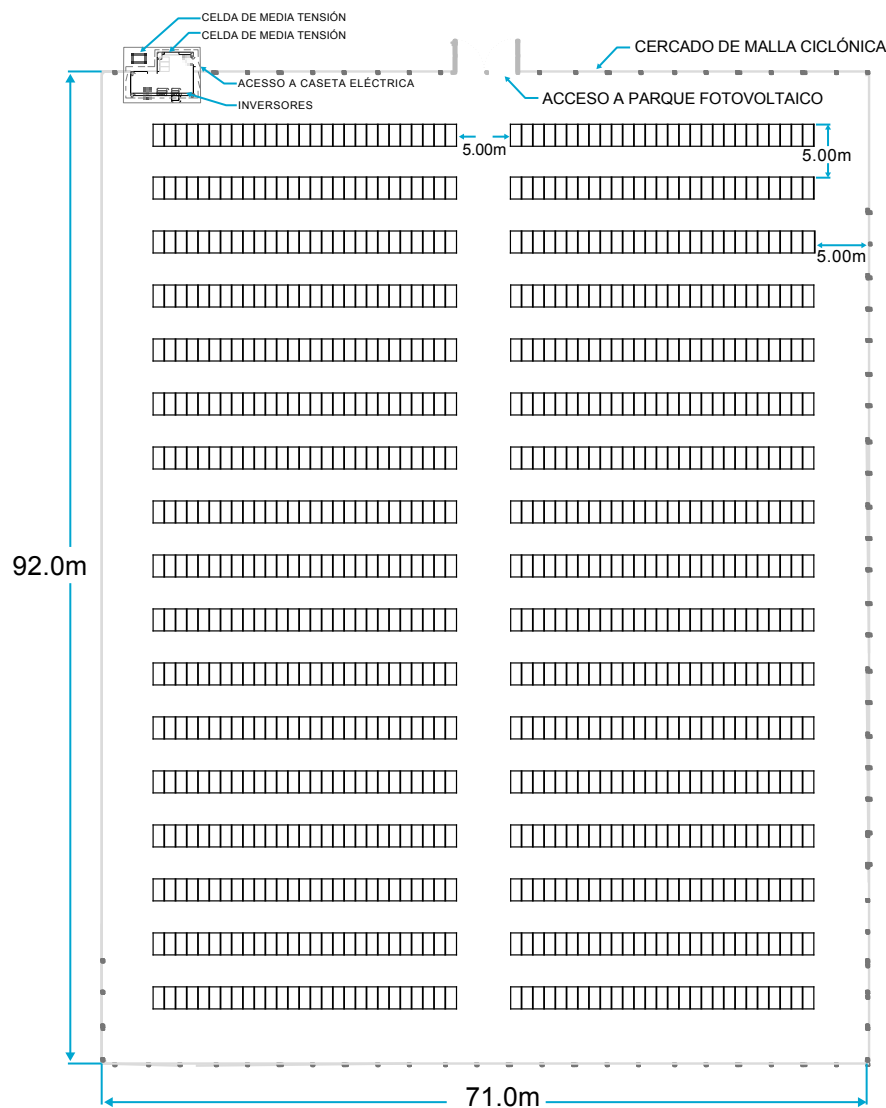 CELDA DE MEDIA TENSIÓN
CELDA DE MEDIA TENSIÓN
CERCADO DE MALLA CICLÓNICA
ACESSO A CASETA ELÉCTRICA
ACCESO A PARQUE FOTOVOLTAICO
INVERSORES
5.00m
5.00m
5.00m
92.0m
71.0m